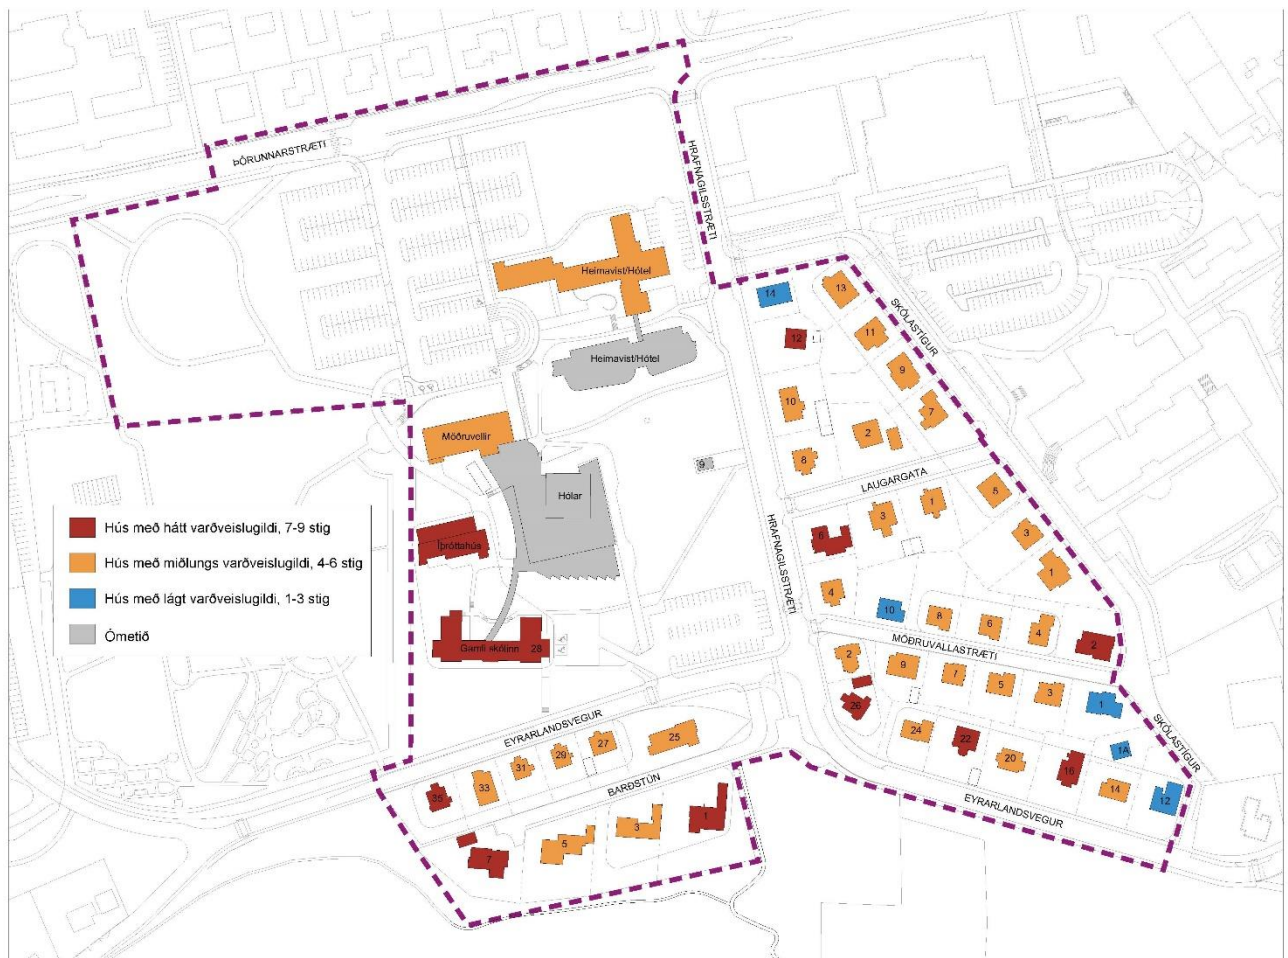 ÞÓRUNNARSTRÆTI
HRAFNAGILSSTRÆTI
Heimavist/Hótel
14
13
SKÓLASTÍGUR
12
11
Heimavist/Hótel
9
10
7
2
Möðruvellir
8
9
LAUGARGATA
Hólar
5
1
3
HRAFNAGILSSTRÆTI
Hús með hátt varðveislugildi, 7-9 stig
Hús með miðlungs varðveislugildi, 4-6 stig
Hús með lágt varðveislugildi, 1-3 stig
Ómetið
6
3
Íþróttahús
1
4
10
8
6
4
MÖÐRUVALLASTRÆTI
2
Gamli skólinn 28
2
9
7
5
3
1
26
SKÓLASTÍGUR
EYRARLANDSVEGUR
24
22
20
1A
25
27
29
31
33
35
16
14
12
BARÐSTÚN
EYRARLANDSVEGUR
1
3
5
7